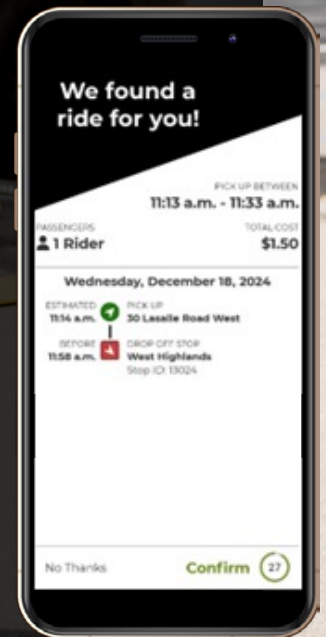 We found a
ride for you!
PICK UP BETWEEN
11:13 a.m. - 11:33 a.m.
PASSENGERS TOTAL COST
1 Rider $1.50
Wednesday, December 18, 2024
ESTIMATED PICK UP
11:14 a.m. 30 Lasalle Road West
BEFORE DROP OFF STOP
11:58 a.m. West Highlands
Stop ID: 13024
No Thanks Confirm 27